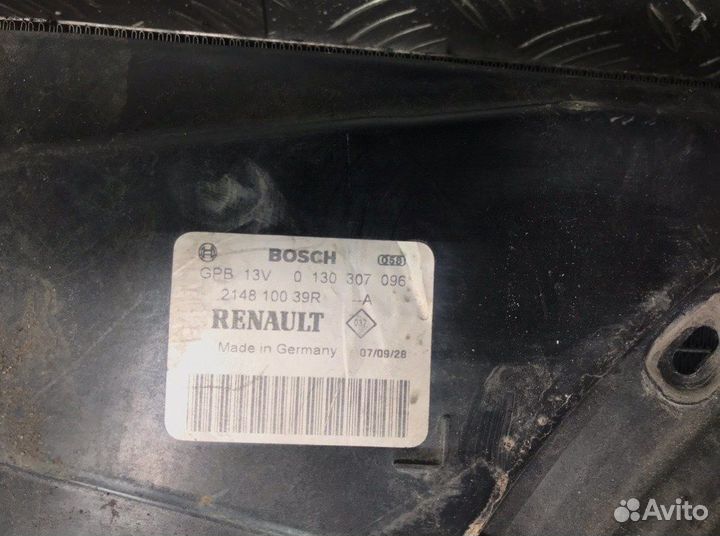 BOSCH 058
GPB 13V 0 130 307 096
2148 100 39R --A
RENAULT 037
Made in Germany 07/09/28
Avito